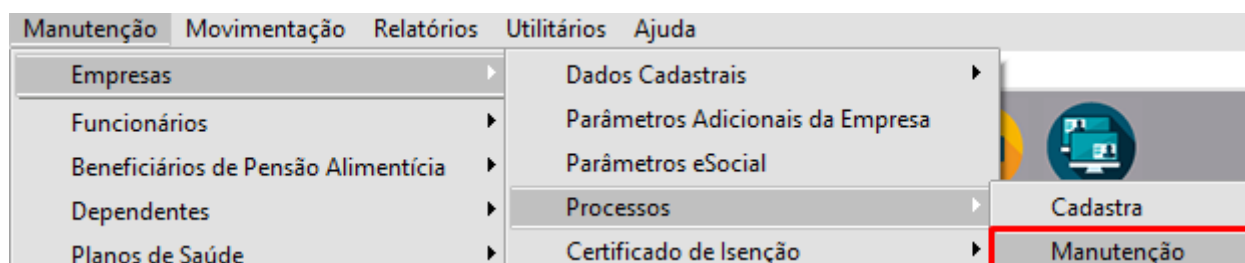 Manutenção Movimentação Relatórios Utilitários Ajuda
Empresas
Funcionários
Beneficiários de Pensão Alimentícia
Dependentes
Planos de Saúde
Dados Cadastrais
Parâmetros Adicionais da Empresa
Parâmetros eSocial
Processos
Certificado de Isenção
Cadastra
Manutenção